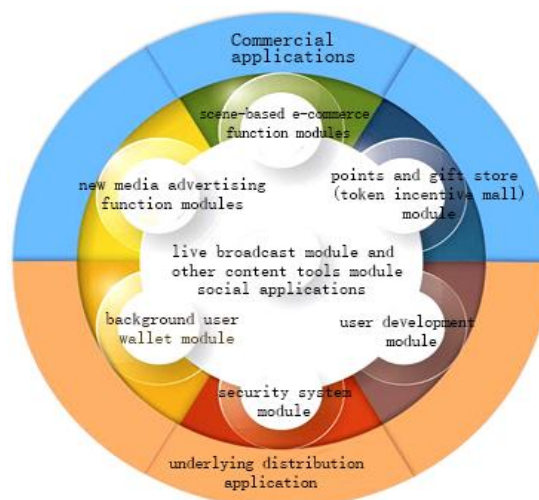 Commercial
applications
scene-based e-commerce
function modules
new media advertising
function modules
points and gift store
(token incentive mall)
module
live broadcast module and
other content tools module
social applications
background user
wallet module
user development
module
security system
module
underlying distribution
application